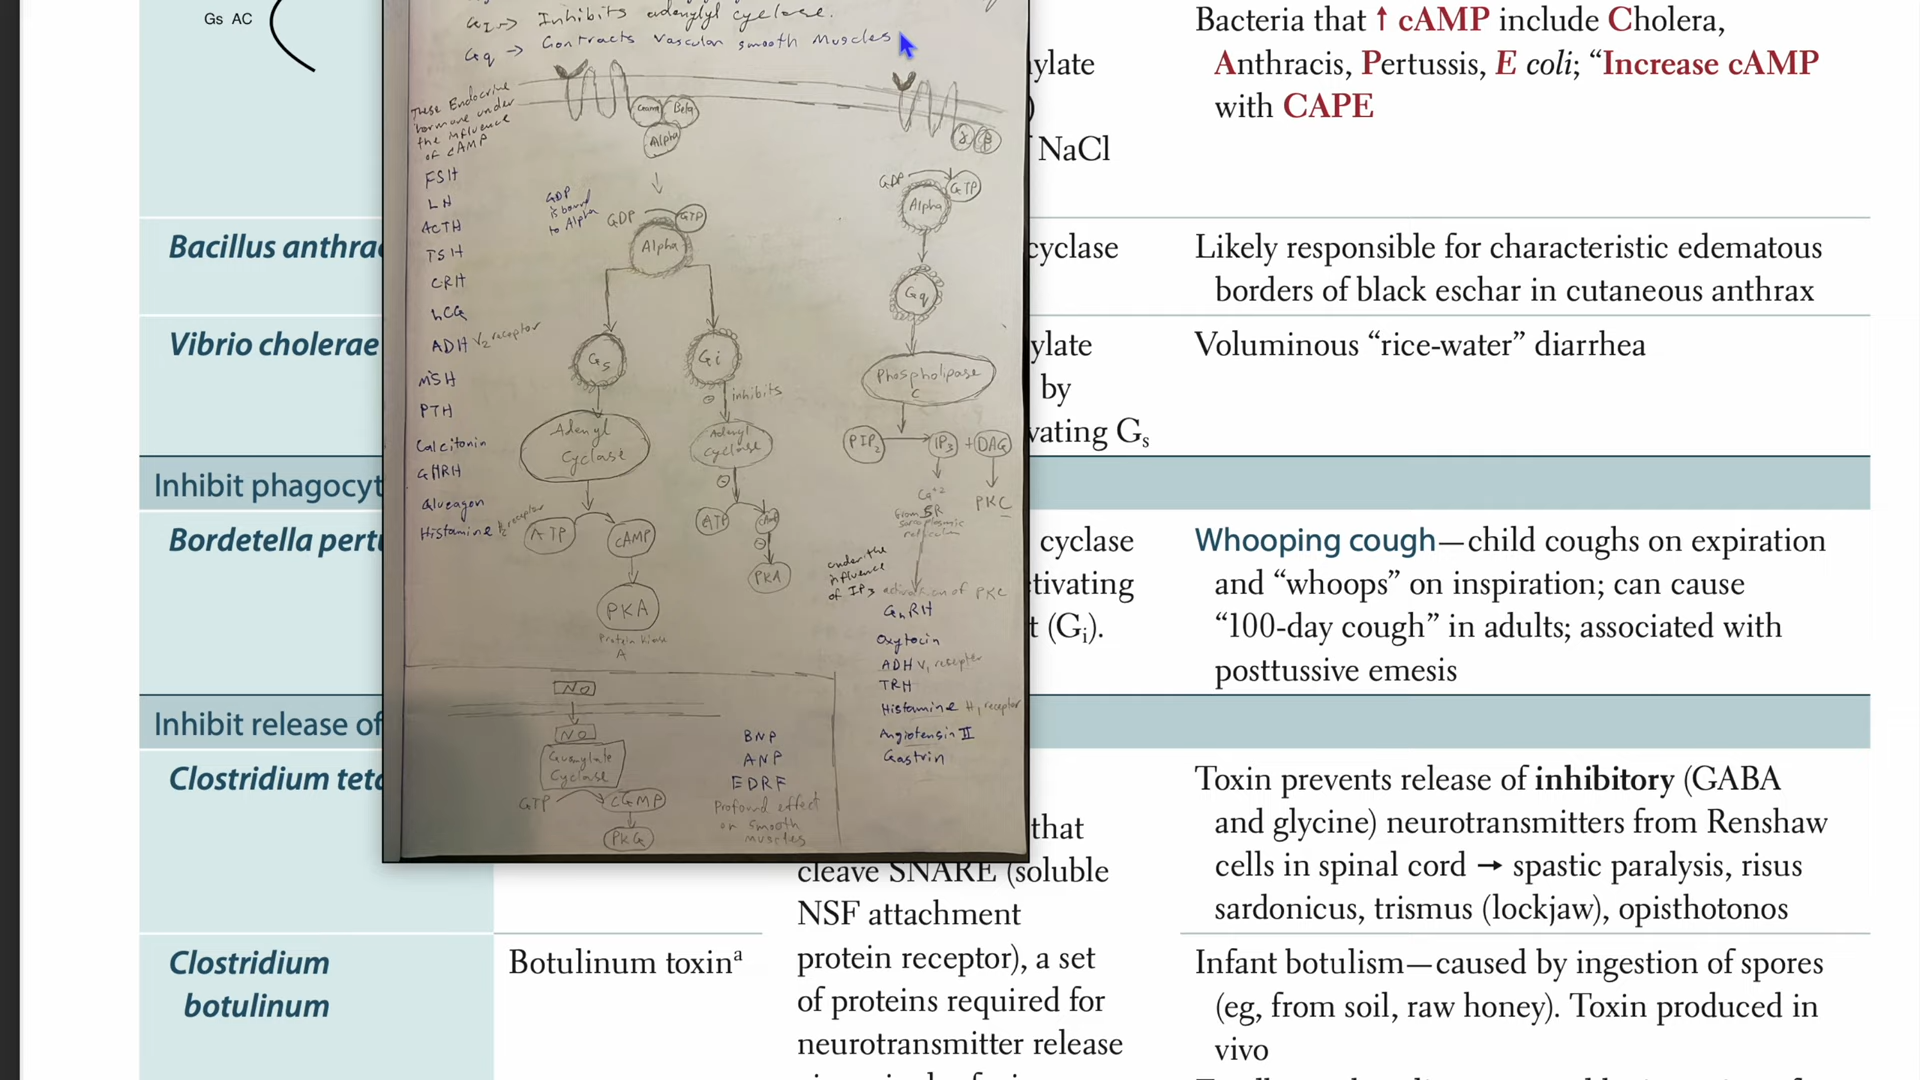 Gs AC
Bacteria that ↑ cAMP include Cholera,
Anthracis, Pertussis, E coli; “Increase cAMP
with CAPE
ylate
)
NaCl
Bacillus anthra
cyclase
Likely responsible for characteristic edematous
borders of black eschar in cutaneous anthrax
Vibrio cholerae
ylate
by
vating Gs
Voluminous “rice-water” diarrhea
Inhibit phagocyt
Bordetella pert
cyclase
tivating
t (Gi).
Whooping cough—child coughs on expiration
and “whoops” on inspiration; can cause
“100-day cough” in adults; associated with
posttussive emesis
Inhibit release of
Clostridium teta
that
cleave SNARE (soluble
NSF attachment
protein receptor), a set
of proteins required for
neurotransmitter release
Toxin prevents release of inhibitory (GABA
and glycine) neurotransmitters from Renshaw
cells in spinal cord → spastic paralysis, risus
sardonicus, trismus (lockjaw), opisthotonos
Clostridium
botulinum
Botulinum toxinᵃ
Infant botulism—caused by ingestion of spores
(eg, from soil, raw honey). Toxin produced in
vivo
GI → Inhibits adenylyl cyclase.
Gq → Contracts Vascular smooth Muscles
These Endocrine
hormone under
the influence
of cAMP
FSH
LH
ACTH
TSH
CRH
hCG
ADH V2 receptor
MSH
PTH
Calcitonin
GHRH
Glucagon
Histamine H2 receptor
Gamma
Beta
Alpha
GDP
is bound
to Alpha
GDP
GTP
Alpha
Gs
Gi
inhibits
Adenyl
Cyclase
Adenyl
cyclase
ATP
cAMP
ATP
cAMP
PKA
Protein kinase
A
PKA
γ β
GDP
GTP
Alpha
Gq
Phospholipase
C
PIP2
IP3 + DAG
Ca+2
from SR
sarcoplasmic
reticulum
PKC
under the
influence
of IP3
activation of PKC
GnRH
Oxytocin
ADH V1 receptor
TRH
Histamine H1 receptor
Angiotensin II
Gastrin
NO
NO
Guanylate
Cyclase
GTP
cGMP
PKG
BNP
ANP
EDRF
Profound effect
on smooth
muscles